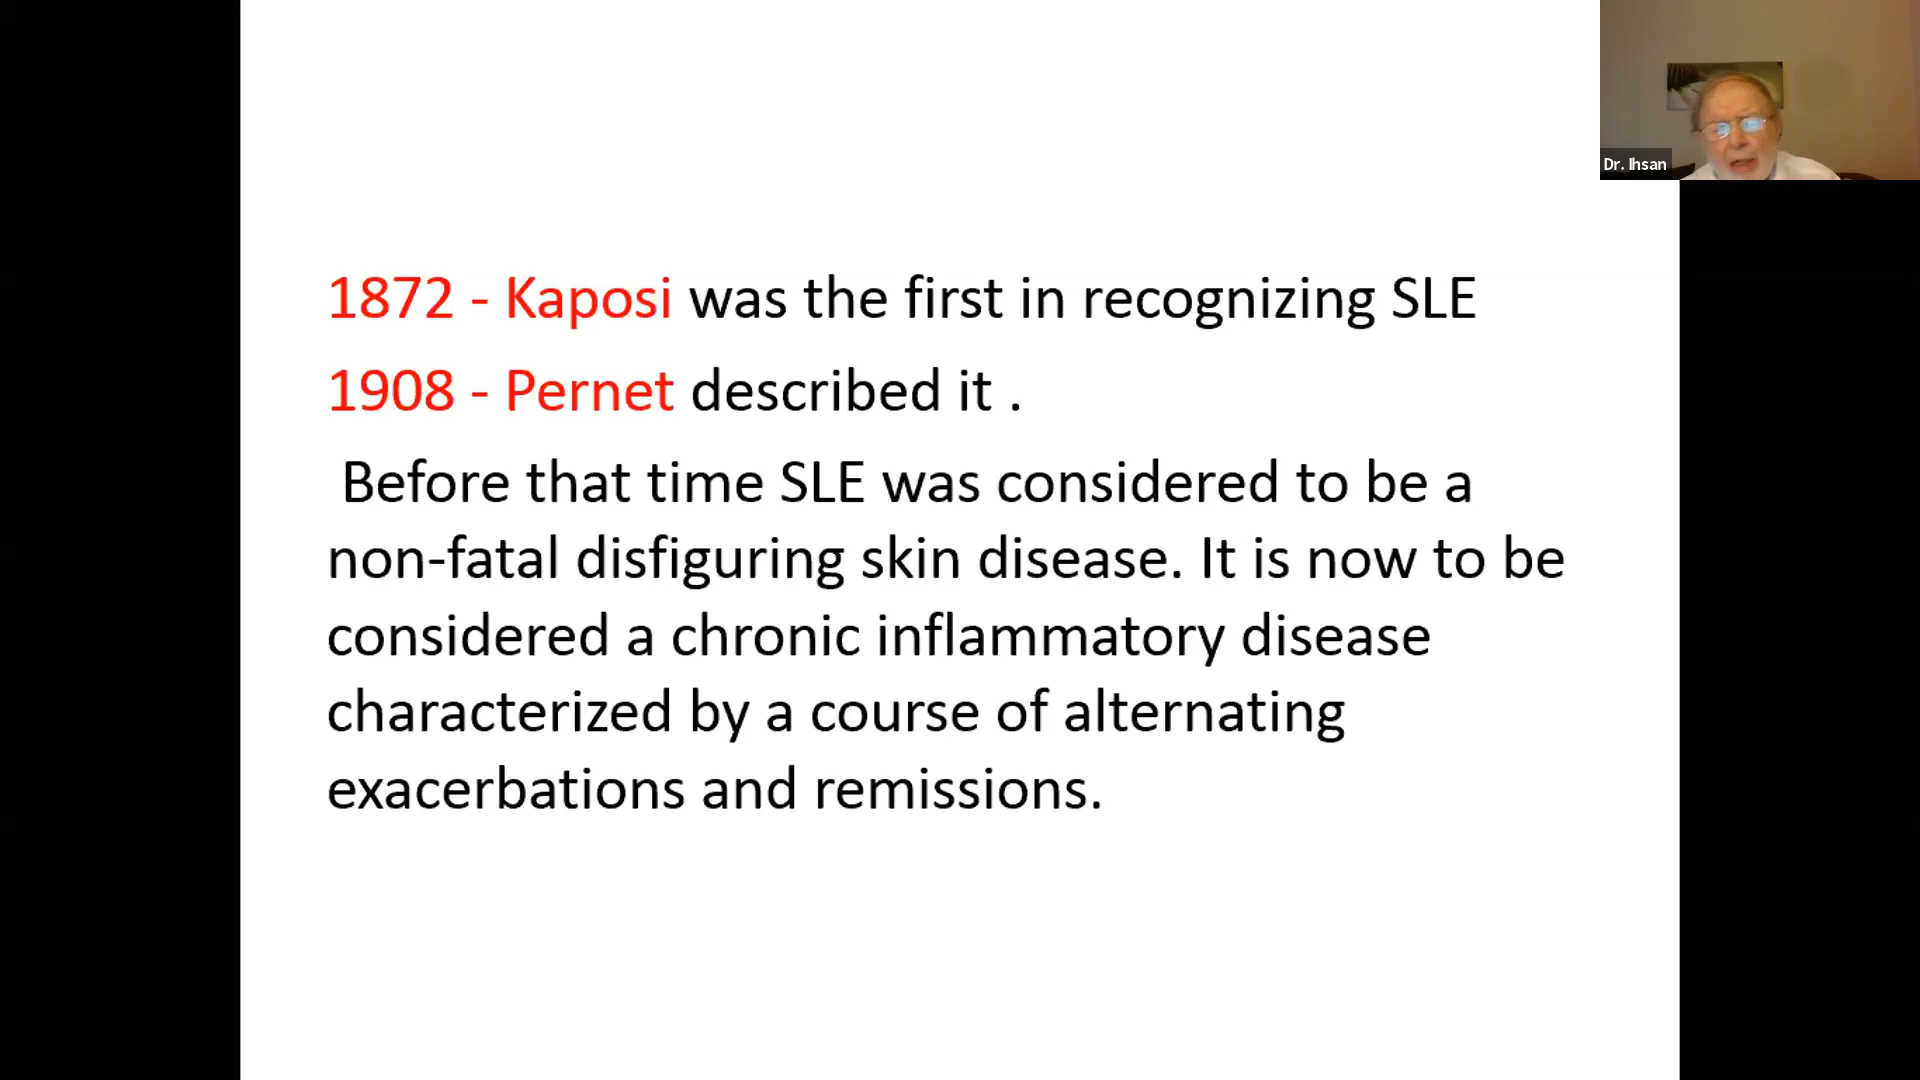 Dr. Ihsan
1872 - Kaposi was the first in recognizing SLE
1908 - Pernet described it .
Before that time SLE was considered to be a
non-fatal disfiguring skin disease. It is now to be
considered a chronic inflammatory disease
characterized by a course of alternating
exacerbations and remissions.